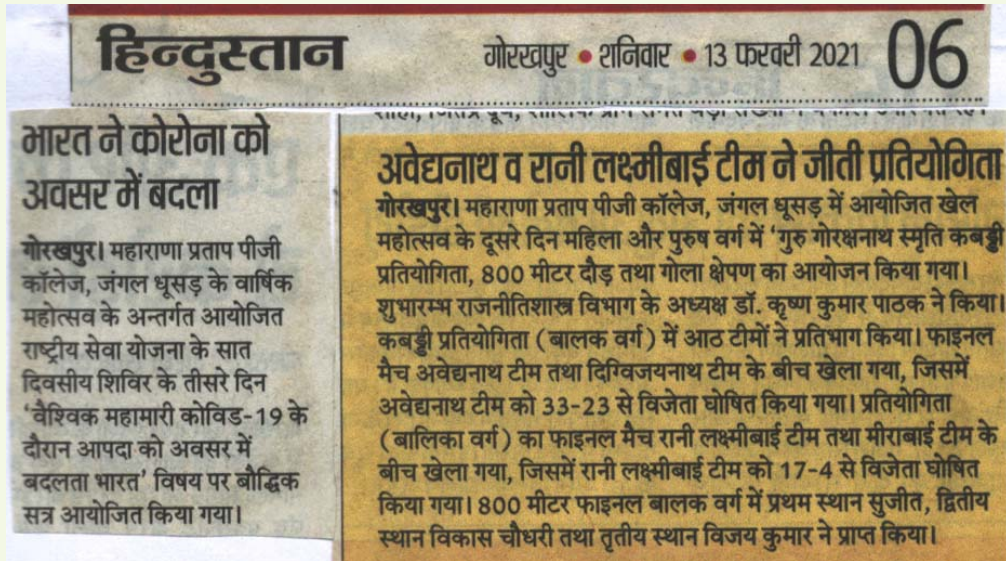 हिन्दुस्तान
गोरखपुर • शनिवार • 13 फरवरी 2021
06
भारत ने कोरोना को
अवसर में बदला
गोरखपुर। महाराणा प्रताप पीजी
कॉलेज, जंगल धूसड़ के वार्षिक
महोत्सव के अन्तर्गत आयोजित
राष्ट्रीय सेवा योजना के सात
दिवसीय शिविर के तीसरे दिन
'वैश्विक महामारी कोविड-19 के
दौरान आपदा को अवसर में
बदलता भारत' विषय पर बौद्धिक
सत्र आयोजित किया गया।
अवेद्यनाथ व रानी लक्ष्मीबाई टीम ने जीती प्रतियोगिता
गोरखपुर। महाराणा प्रताप पीजी कॉलेज, जंगल धूसड़ में आयोजित खेल
महोत्सव के दूसरे दिन महिला और पुरुष वर्ग में 'गुरु गोरक्षनाथ स्मृति कबड्डी
प्रतियोगिता, 800 मीटर दौड़ तथा गोला क्षेपण का आयोजन किया गया।
शुभारम्भ राजनीतिशास्त्र विभाग के अध्यक्ष डॉ. कृष्ण कुमार पाठक ने किया।
कबड्डी प्रतियोगिता (बालक वर्ग) में आठ टीमों ने प्रतिभाग किया। फाइनल
मैच अवेद्यनाथ टीम तथा दिग्विजयनाथ टीम के बीच खेला गया, जिसमें
अवेद्यनाथ टीम को 33-23 से विजेता घोषित किया गया। प्रतियोगिता
(बालिका वर्ग) का फाइनल मैच रानी लक्ष्मीबाई टीम तथा मीराबाई टीम के
बीच खेला गया, जिसमें रानी लक्ष्मीबाई टीम को 17-4 से विजेता घोषित
किया गया। 800 मीटर फाइनल बालक वर्ग में प्रथम स्थान सुजीत, द्वितीय
स्थान विकास चौधरी तथा तृतीय स्थान विजय कुमार ने प्राप्त किया।